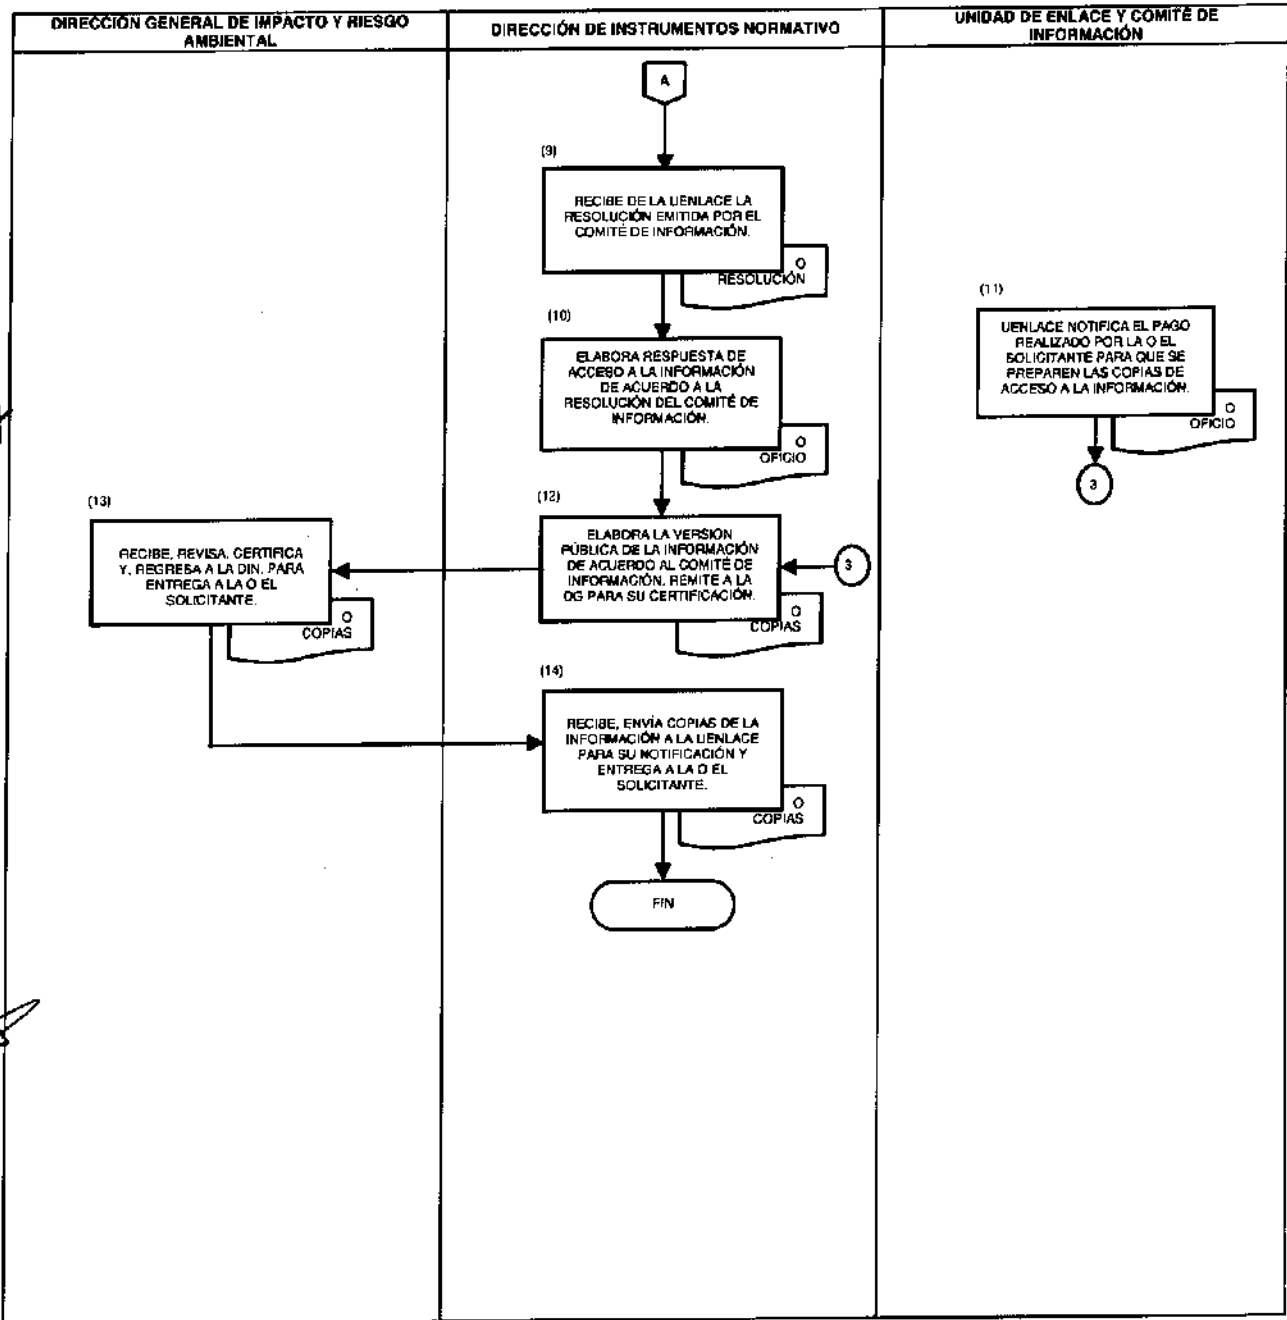 DIRECCIÓN GENERAL DE IMPACTO Y RIESGO
AMBIENTAL
DIRECCIÓN DE INSTRUMENTOS NORMATIVO
UNIDAD DE ENLACE Y COMITÉ DE
INFORMACIÓN
A
(9)
RECIBE DE LA UENLACE LA
RESOLUCIÓN EMITIDA POR EL
COMITÉ DE INFORMACIÓN.
O
RESOLUCIÓN
(10)
ELABORA RESPUESTA DE
ACCESO A LA INFORMACIÓN
DE ACUERDO A LA
RESOLUCIÓN DEL COMITÉ DE
INFORMACIÓN.
O
OFICIO
(11)
UENLACE NOTIFICA EL PAGO
REALIZADO POR LA O EL
SOLICITANTE PARA QUE SE
PREPAREN LAS COPIAS DE
ACCESO A LA INFORMACIÓN.
O
OFICIO
3
(12)
ELABORA LA VERSIÓN
PÚBLICA DE LA INFORMACIÓN
DE ACUERDO AL COMITÉ DE
INFORMACIÓN. REMITE A LA
DG PARA SU CERTIFICACIÓN.
O
COPIAS
3
(13)
RECIBE, REVISA, CERTIFICA
Y, REGRESA A LA DIN. PARA
ENTREGA A LA O EL
SOLICITANTE.
O
COPIAS
(14)
RECIBE, ENVÍA COPIAS DE LA
INFORMACIÓN A LA UENLACE
PARA SU NOTIFICACIÓN Y
ENTREGA A LA O EL
SOLICITANTE.
O
COPIAS
FIN